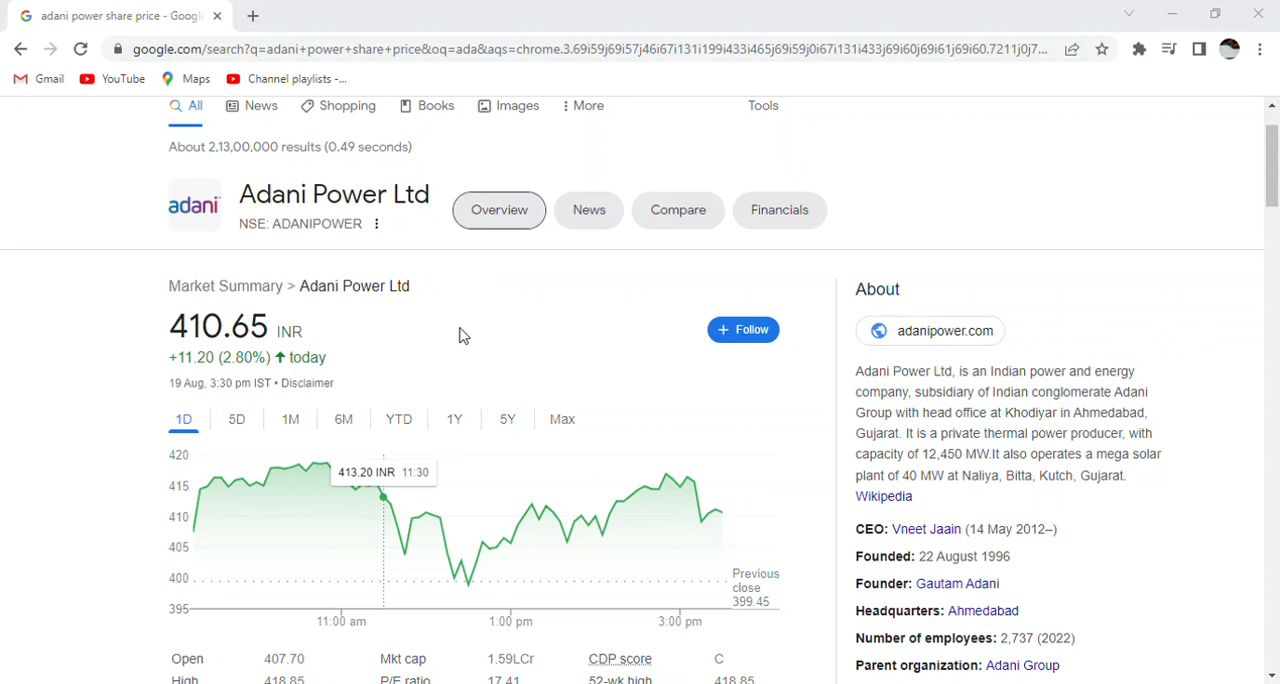 adani power share price - Google
google.com/search?q=adani+power+share+price&oq=ada&aqs=chrome.3.69i59j69i57j46i67i131i199i433i465j69i59j0i67i131i433j69i60j69i61j69i60.7211j0j7...
Gmail YouTube Maps Channel playlists -...
All News Shopping Books Images More Tools
About 2,13,00,000 results (0.49 seconds)
adani
Adani Power Ltd
NSE: ADANIPOWER
Overview News Compare Financials
Market Summary > Adani Power Ltd
410.65 INR
+11.20 (2.80%) ↑ today
19 Aug, 3:30 pm IST • Disclaimer
+ Follow
1D 5D 1M 6M YTD 1Y 5Y Max
420
415
410
405
400
395
413.20 INR 11:30
Previous
close
399.45
11:00 am 1:00 pm 3:00 pm
Open 407.70 Mkt cap 1.59LCr CDP score C
High 418.85 P/E ratio 17.41 52-wk high 418.85
About
adanipower.com
Adani Power Ltd, is an Indian power and energy
company, subsidiary of Indian conglomerate Adani
Group with head office at Khodiyar in Ahmedabad,
Gujarat. It is a private thermal power producer, with
capacity of 12,450 MW.It also operates a mega solar
plant of 40 MW at Naliya, Bitta, Kutch, Gujarat.
Wikipedia
CEO: Vneet Jaain (14 May 2012–)
Founded: 22 August 1996
Founder: Gautam Adani
Headquarters: Ahmedabad
Number of employees: 2,737 (2022)
Parent organization: Adani Group